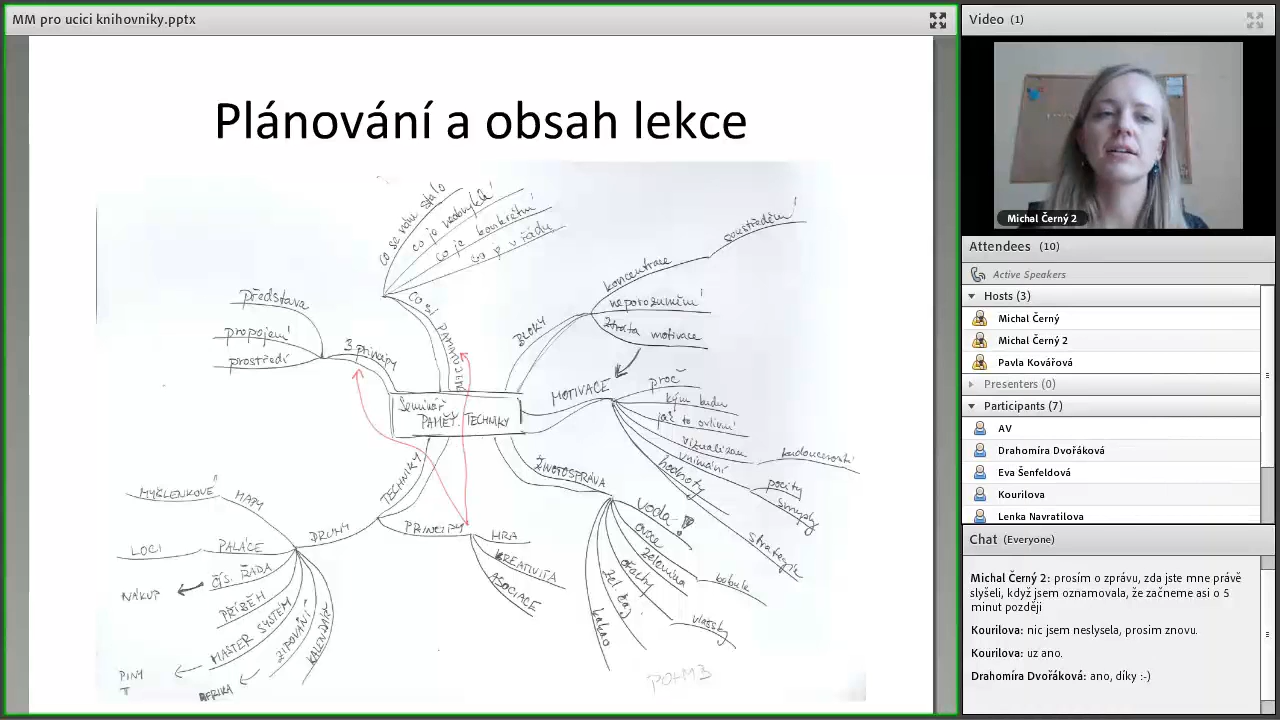 MM pro ucici knihovniky.pptx
Plánování a obsah lekce
co se vám stalo
co je neobvyklé
co je konkrétní
co v řádu
CO SI PAMATUJEME
představa
propojení
prostředí
3 principy
BLOKY
koncentrace
soustředění
neporozumění
ztráta motivace
MOTIVACE
proč
kým budu
jak to ovlivní
vizualizace
budoucnosti
vnímání
pocity
smysly
hodnoty
strategie
Seminář
PAMĚŤ. TECHNIKY
ŽIVOTOSPRÁVA
voda !
ovoce
zelenina
bobule
ořechy
vlašsky
zel. čaj
kakao
TECHNIKY
PRINCIPY
HRA
KREATIVITA
ASOCIACE
DRUHY
MYŠLENKOVÉ
MAPY
LOCI
PALÁCE
ČÍS. ŘADA
NÁKUP
PŘÍBĚH
MASTER SYSTÉM
PINY
T
ZIPOVÁNÍ
AFRIKA
KALENDÁŘ
Video (1)
Michal Černý 2
Attendees (10)
Active Speakers
Hosts (3)
Michal Černý
Michal Černý 2
Pavla Kovářová
Presenters (0)
Participants (7)
AV
Drahomíra Dvořáková
Eva Šenfeldová
Kourilova
Lenka Navratilova
Chat (Everyone)
Michal Černý 2: prosím o zprávu, zda jste mne právě
slyšeli, když jsem oznamovala, že začneme asi o 5
minut později
Kourilova: nic jsem neslysela, prosim znovu.
Kourilova: uz ano.
Drahomíra Dvořáková: ano, díky :-)